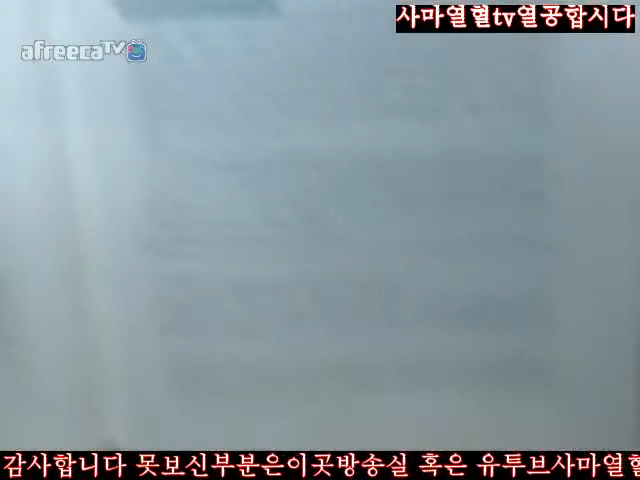 사마열혈tv열공합시다
afreecaTV
감사합니다 못보신부분은이곳방송실 혹은 유투브사마열혈